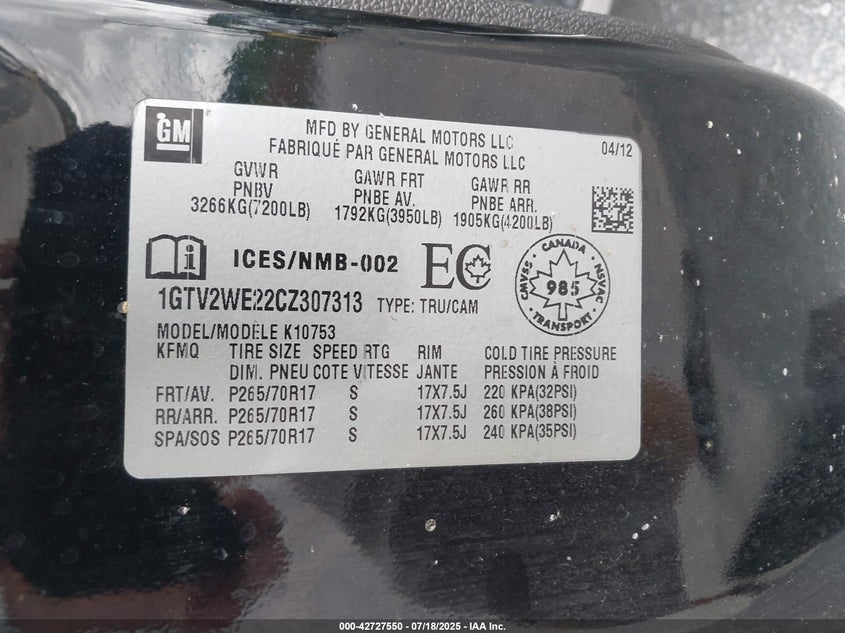 GM
MFD BY GENERAL MOTORS LLC
FABRIQUÉ PAR GENERAL MOTORS LLC
04/12
GVWR GAWR FRT GAWR RR
PNBV PNBE AV. PNBE ARR.
3266KG(7200LB) 1792KG(3950LB) 1905KG(4200LB)
i ICES/NMB-002 EC
CANADA
CMVSS 985 NSVAC
TRANSPORT
1GTV2WE22CZ307313 TYPE: TRU/CAM
MODEL/MODÈLE K10753
KFMQ TIRE SIZE SPEED RTG RIM COLD TIRE PRESSURE
DIM. PNEU COTE VITESSE JANTE PRESSION À FROID
FRT/AV. P265/70R17 S 17X7.5J 220 KPA(32PSI)
RR/ARR. P265/70R17 S 17X7.5J 260 KPA(38PSI)
SPA/SOS P265/70R17 S 17X7.5J 240 KPA(35PSI)
000-42727550 - 07/18/2025 - IAA Inc.